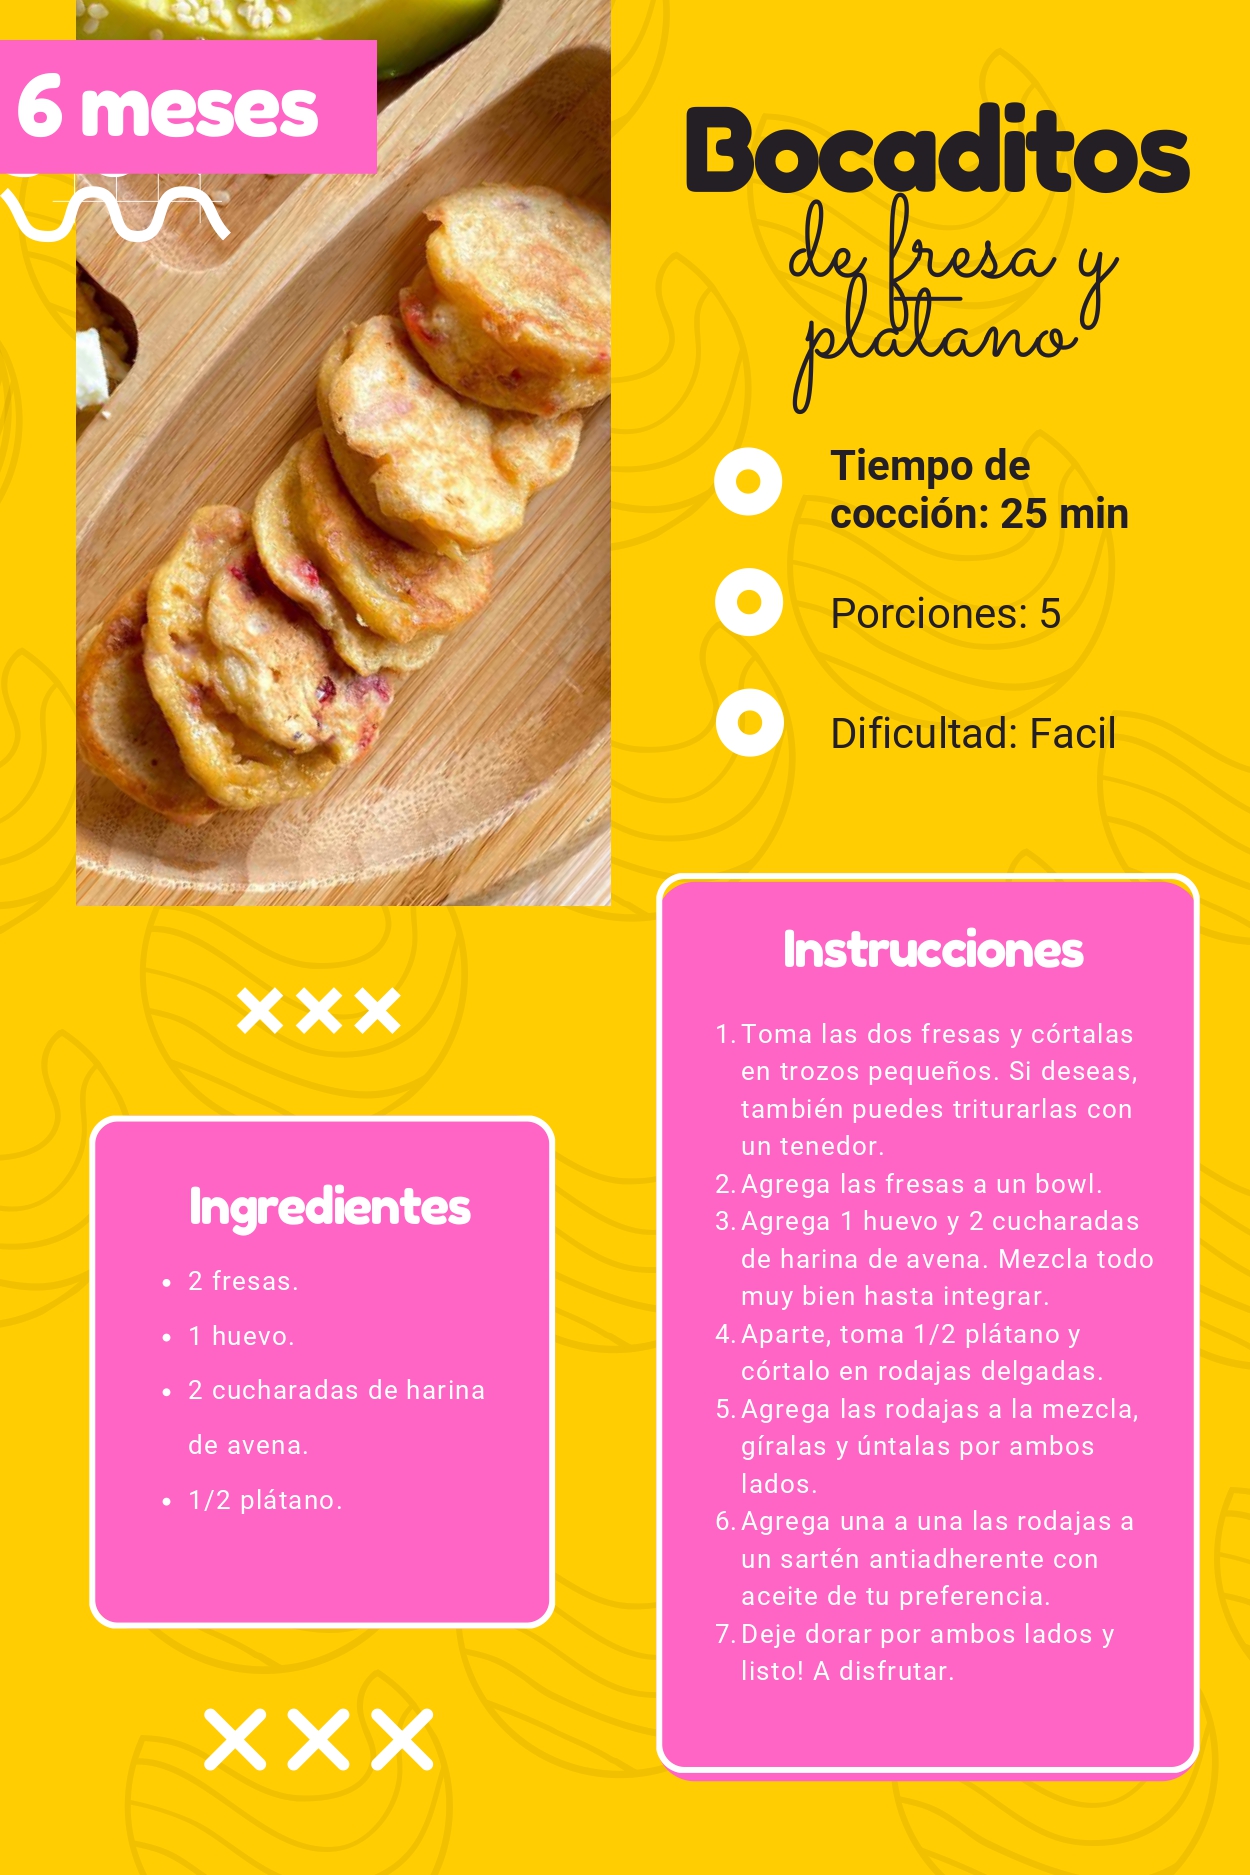 6 meses
Bocaditos
de fresa y
platano
Tiempo de
cocción: 25 min
Porciones: 5
Dificultad: Facil
Instrucciones
1. Toma las dos fresas y córtalas
en trozos pequeños. Si deseas,
también puedes triturarlas con
un tenedor.
2. Agrega las fresas a un bowl.
3. Agrega 1 huevo y 2 cucharadas
de harina de avena. Mezcla todo
muy bien hasta integrar.
4. Aparte, toma 1/2 plátano y
córtalo en rodajas delgadas.
5. Agrega las rodajas a la mezcla,
gíralas y úntalas por ambos
lados.
6. Agrega una a una las rodajas a
un sartén antiadherente con
aceite de tu preferencia.
7. Deje dorar por ambos lados y
listo! A disfrutar.
Ingredientes
• 2 fresas.
• 1 huevo.
• 2 cucharadas de harina
de avena.
• 1/2 plátano.